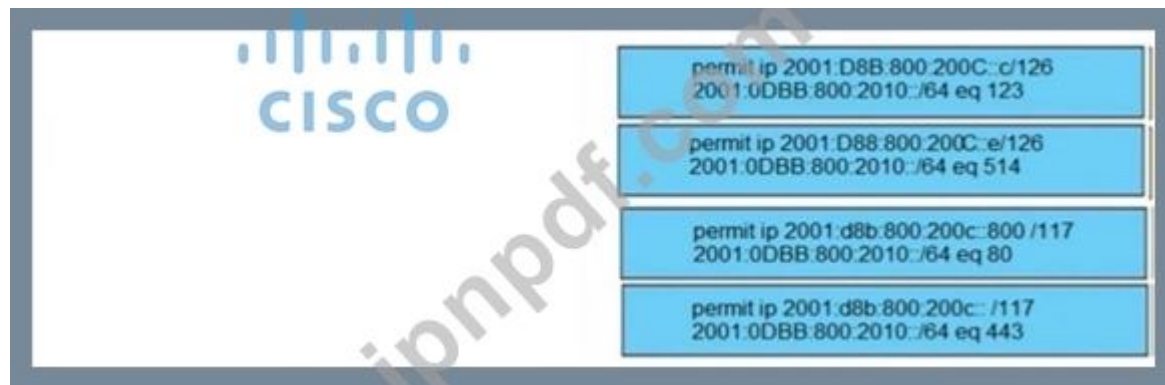 CISCO
permit ip 2001:D8B:800:200C::c/126
2001:0DBB:800:2010::/64 eq 123
permit ip 2001:D88:800:200C::e/126
2001:0DBB:800:2010::/64 eq 514
permit ip 2001:d8b:800:200c::800 /117
2001:0DBB:800:2010::/64 eq 80
permit ip 2001:d8b:800:200c:: /117
2001:0DBB:800:2010::/64 eq 443
ipnpdf.com